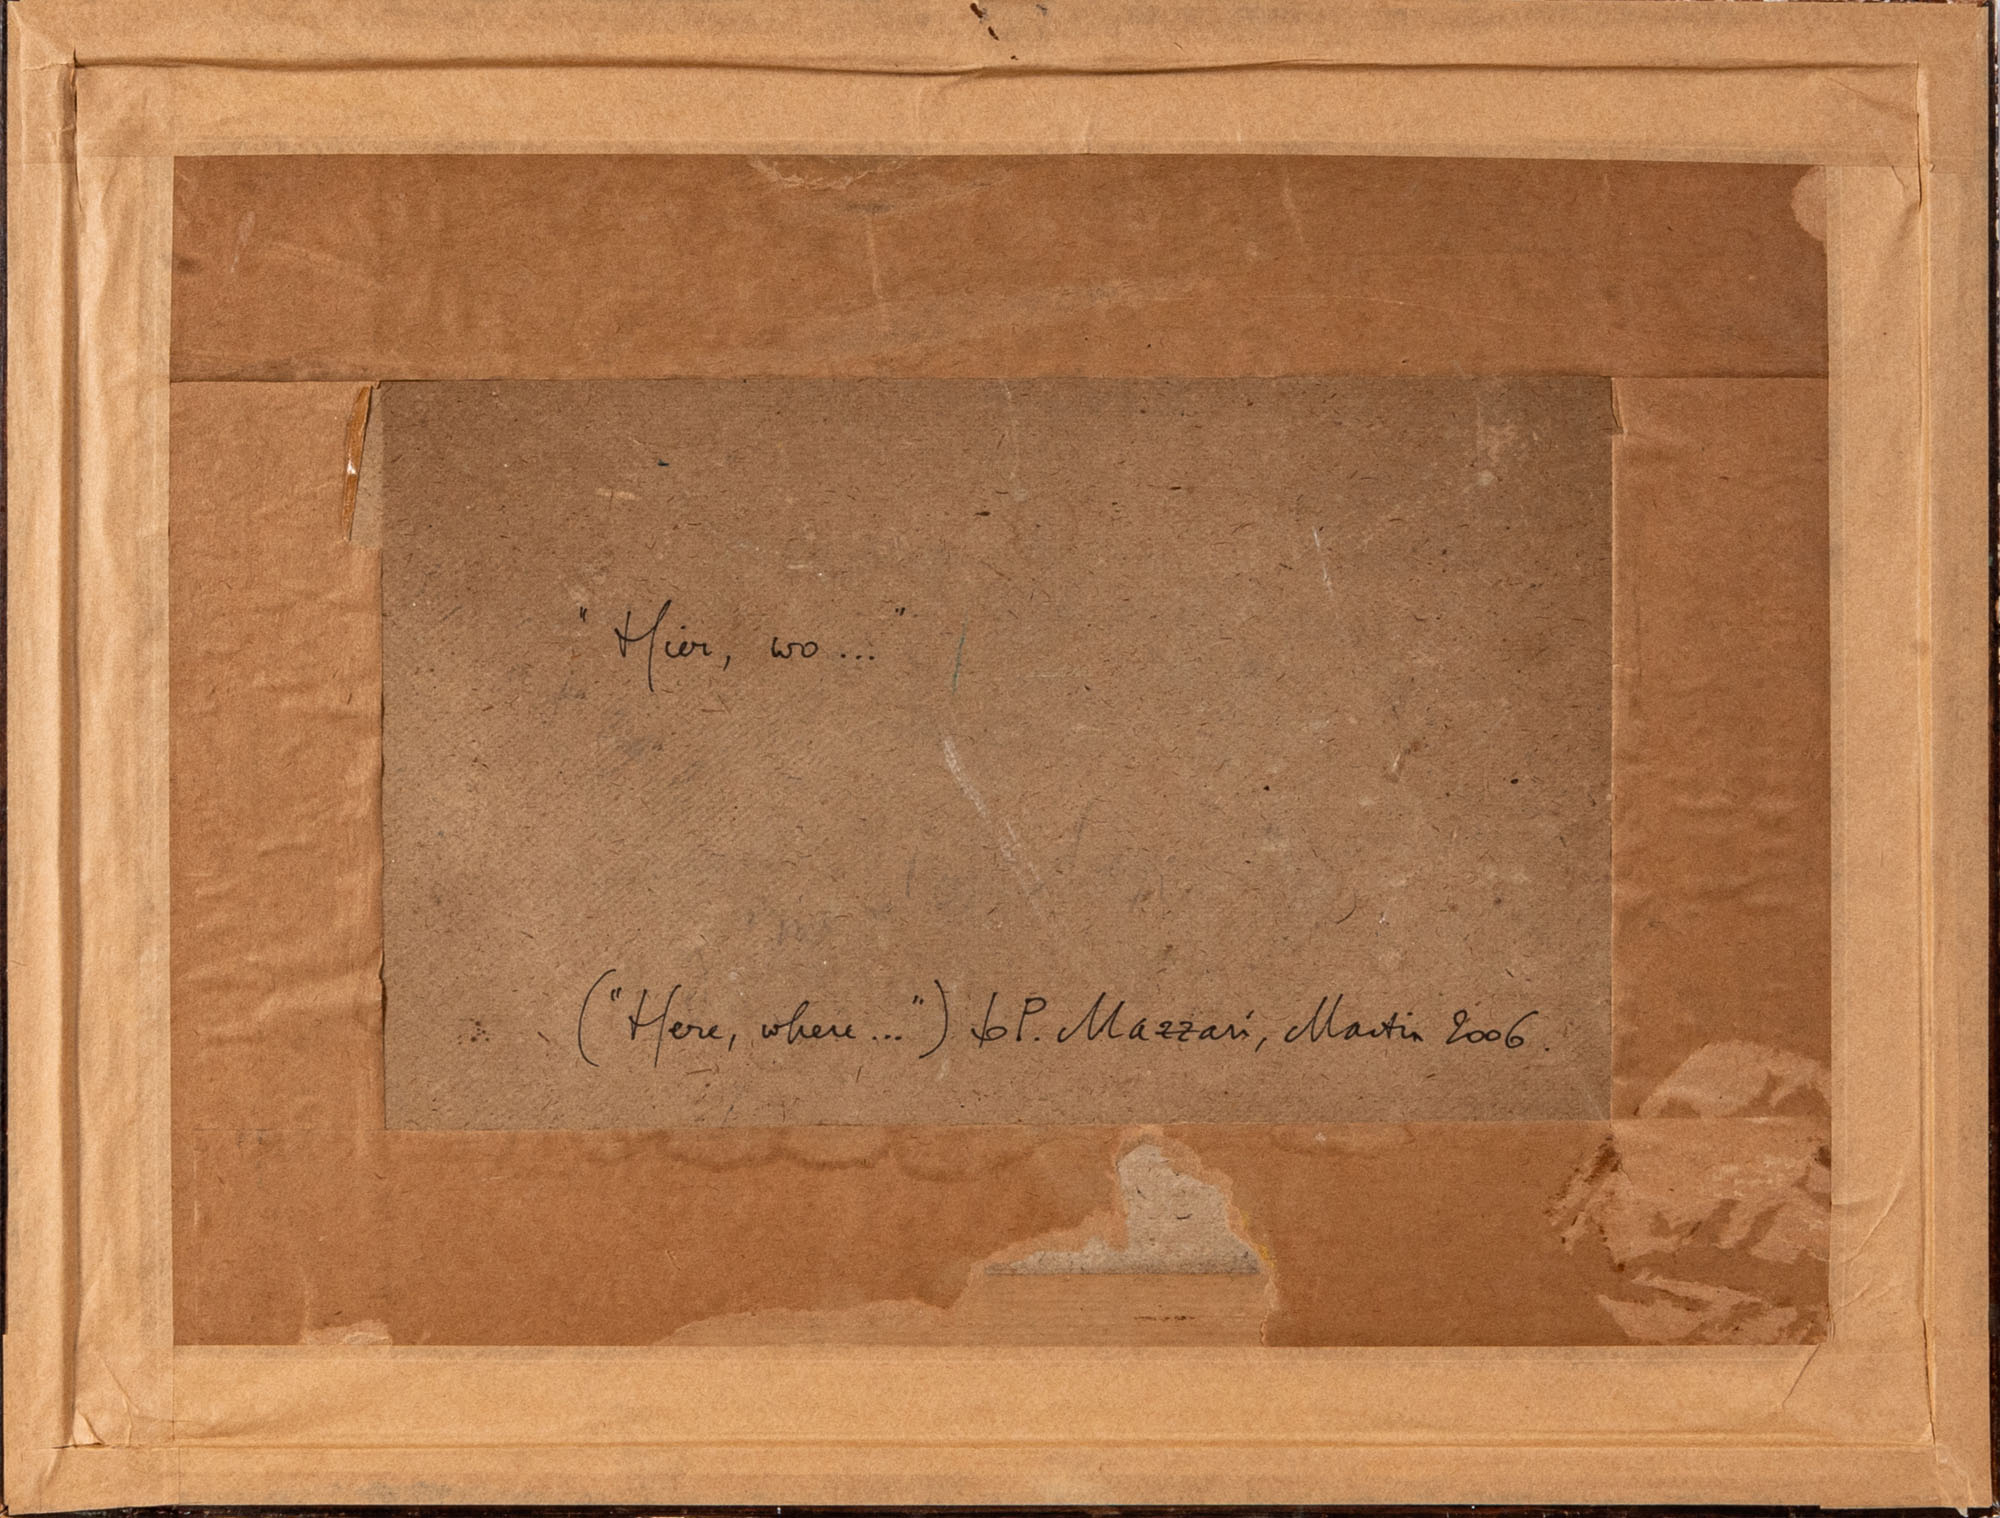 "Hier, wo ..."
("Here, where ...") P. Mazzari, Martin 2006.